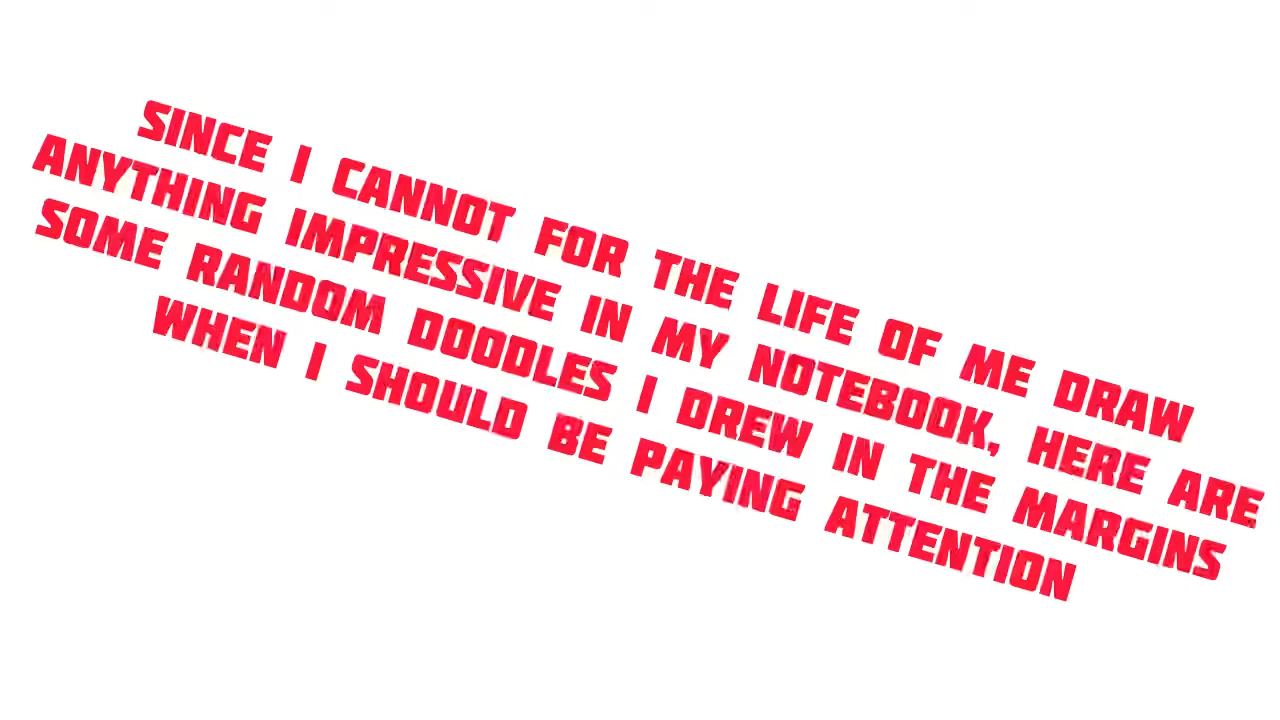 SINCE I CANNOT FOR THE LIFE OF ME DRAW
ANYTHING IMPRESSIVE IN MY NOTEBOOK, HERE ARE
SOME RANDOM DOODLES I DREW IN THE MARGINS
WHEN I SHOULD BE PAYING ATTENTION